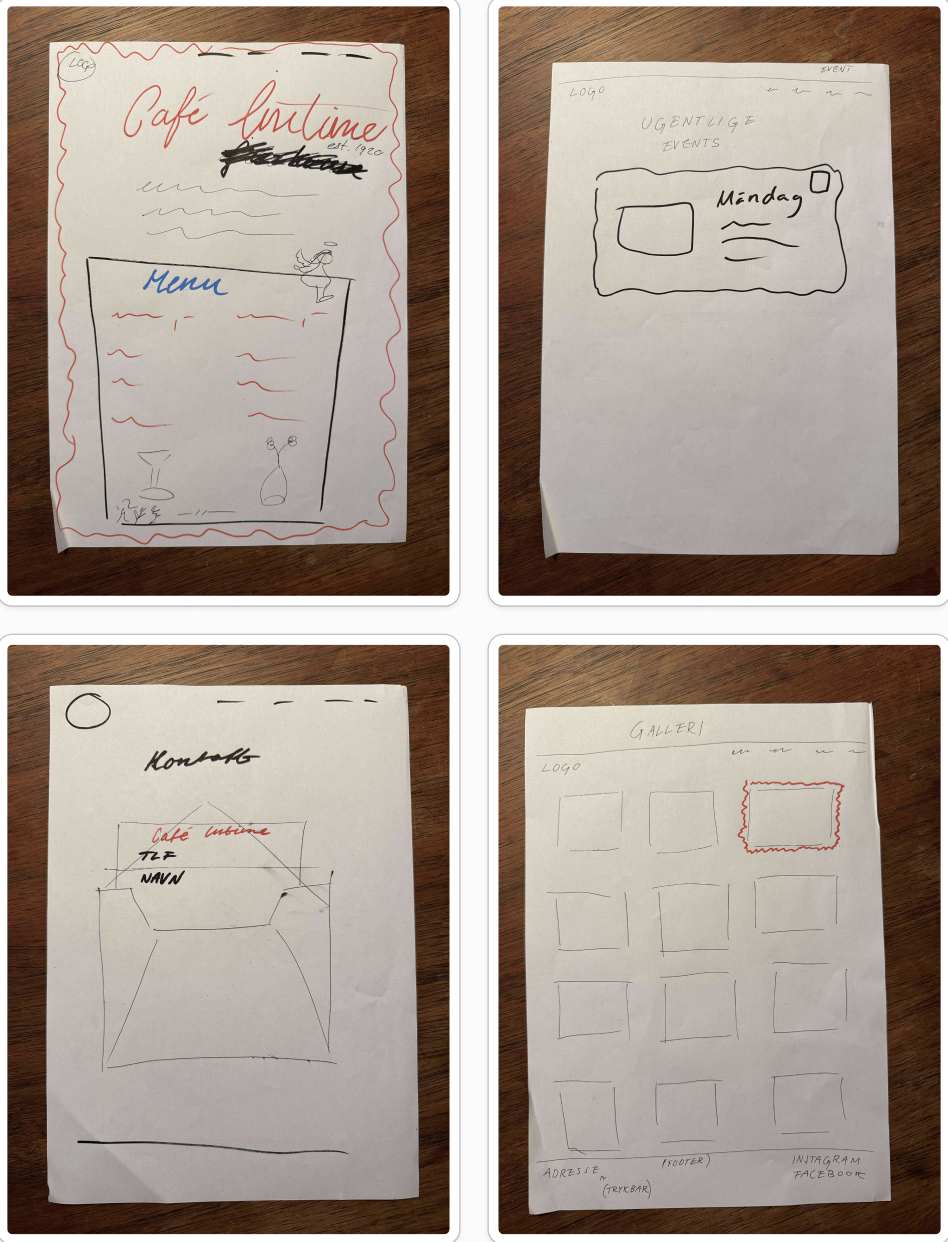 LOGO
Café Intime
est. 1920
Menu
EVENT
LOGO
UGENTLIGE
EVENTS
Mandag
Kontakt
Café Intime
TLF
NAVN
GALLERI
LOGO
ADRESSE
(TRYKBAR)
(FOOTER)
INSTAGRAM
FACEBOOK